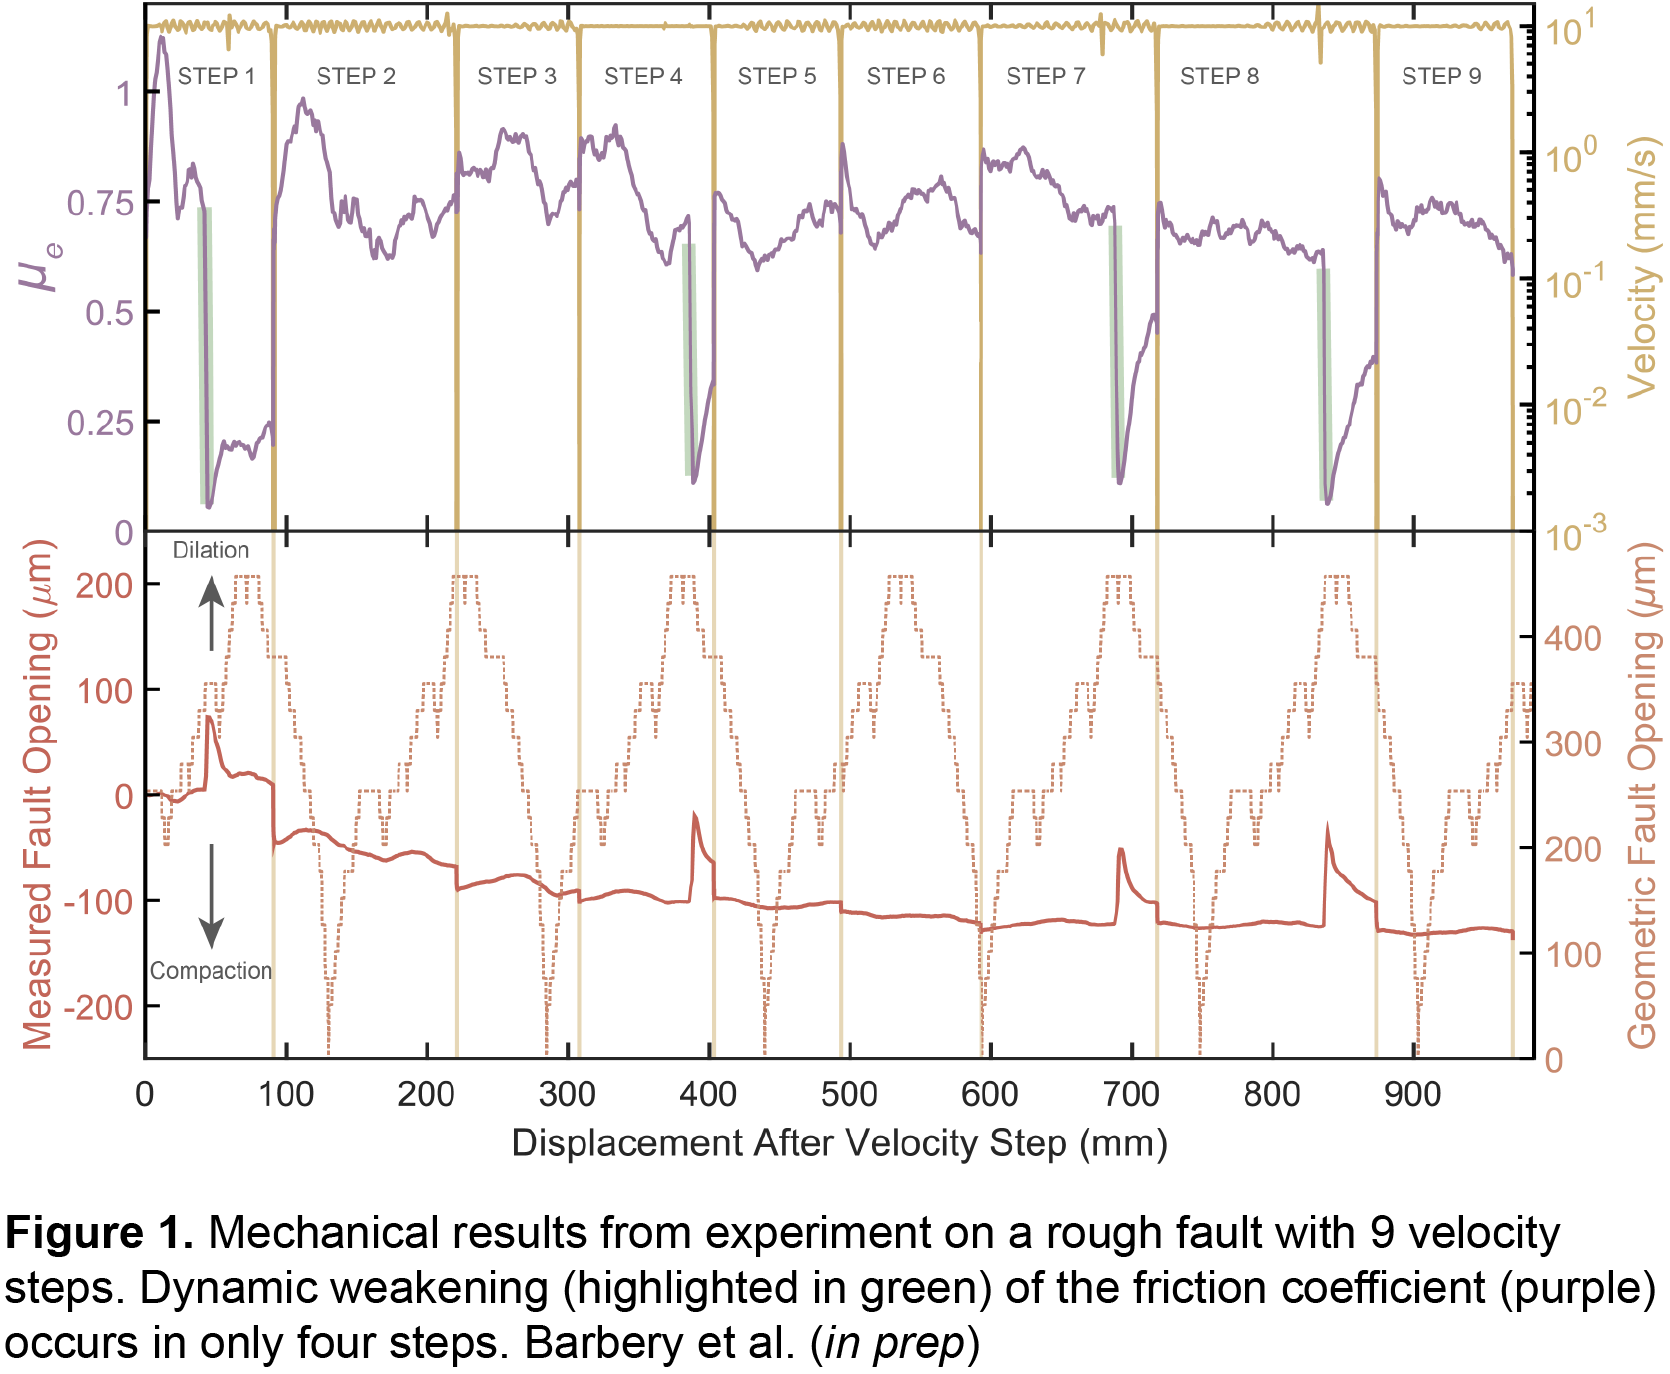 STEP 1 STEP 2 STEP 3 STEP 4 STEP 5 STEP 6 STEP 7 STEP 8 STEP 9
1
0.75
0.5
0.25
0
μe
10^1
10^0
10^-1
10^-2
10^-3
Velocity (mm/s)
Dilation
Compaction
200
100
0
-100
-200
Measured Fault Opening (μm)
400
300
200
100
0
Geometric Fault Opening (μm)
0 100 200 300 400 500 600 700 800 900
Displacement After Velocity Step (mm)
Figure 1. Mechanical results from experiment on a rough fault with 9 velocity
steps. Dynamic weakening (highlighted in green) of the friction coefficient (purple)
occurs in only four steps. Barbery et al. (in prep)